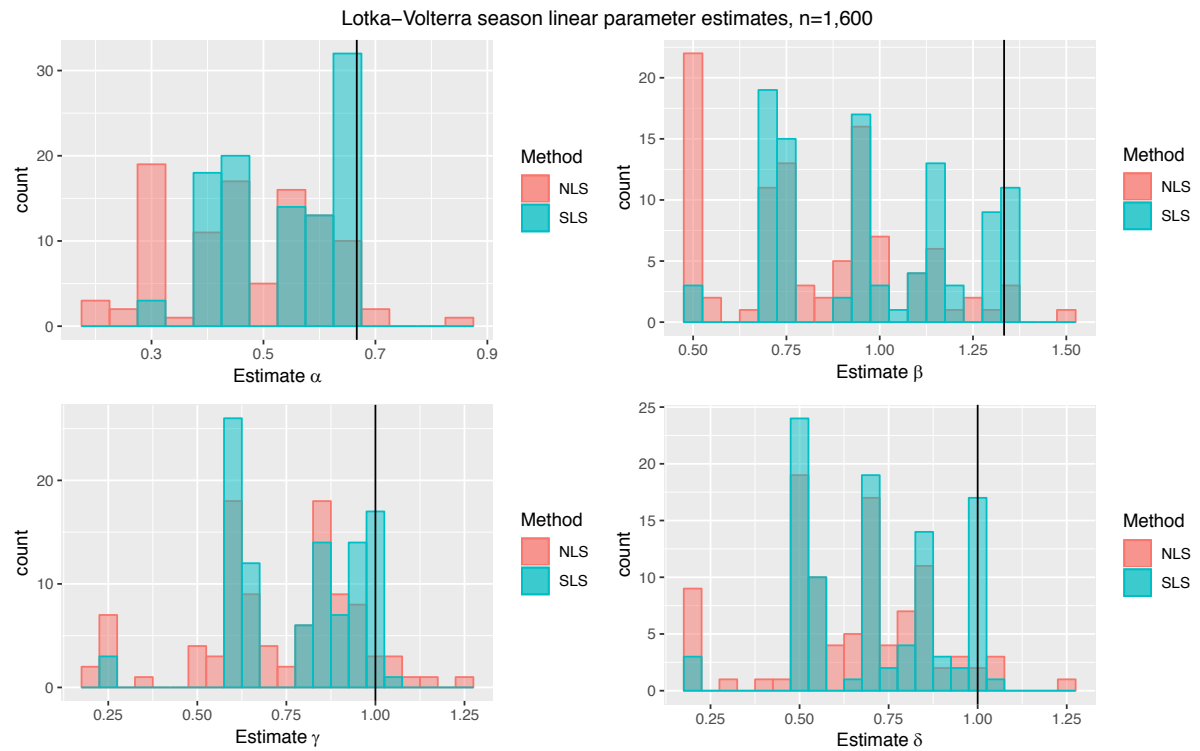 Lotka−Volterra season linear parameter estimates, n=1,600
30
20
10
0
count
0.3 0.5 0.7 0.9
Estimate α
Method
NLS
SLS
20
15
10
5
0
count
0.50 0.75 1.00 1.25 1.50
Estimate β
Method
NLS
SLS
20
10
0
count
0.25 0.50 0.75 1.00 1.25
Estimate γ
Method
NLS
SLS
25
20
15
10
5
0
count
0.25 0.50 0.75 1.00 1.25
Estimate δ
Method
NLS
SLS